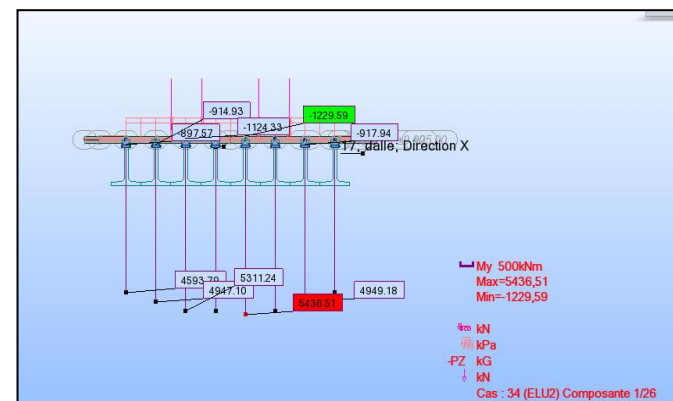 -914.93
-1229.59
-897.57
-1124.33
-917.94
17; dalle; Direction X
4593.79
5311.24
4947.10
4949.18
5436.51
My 500kNm
Max=5436,51
Min=-1229,59
kN
kPa
-PZ kG
kN
Cas : 34 (ELU2) Composante 1/26